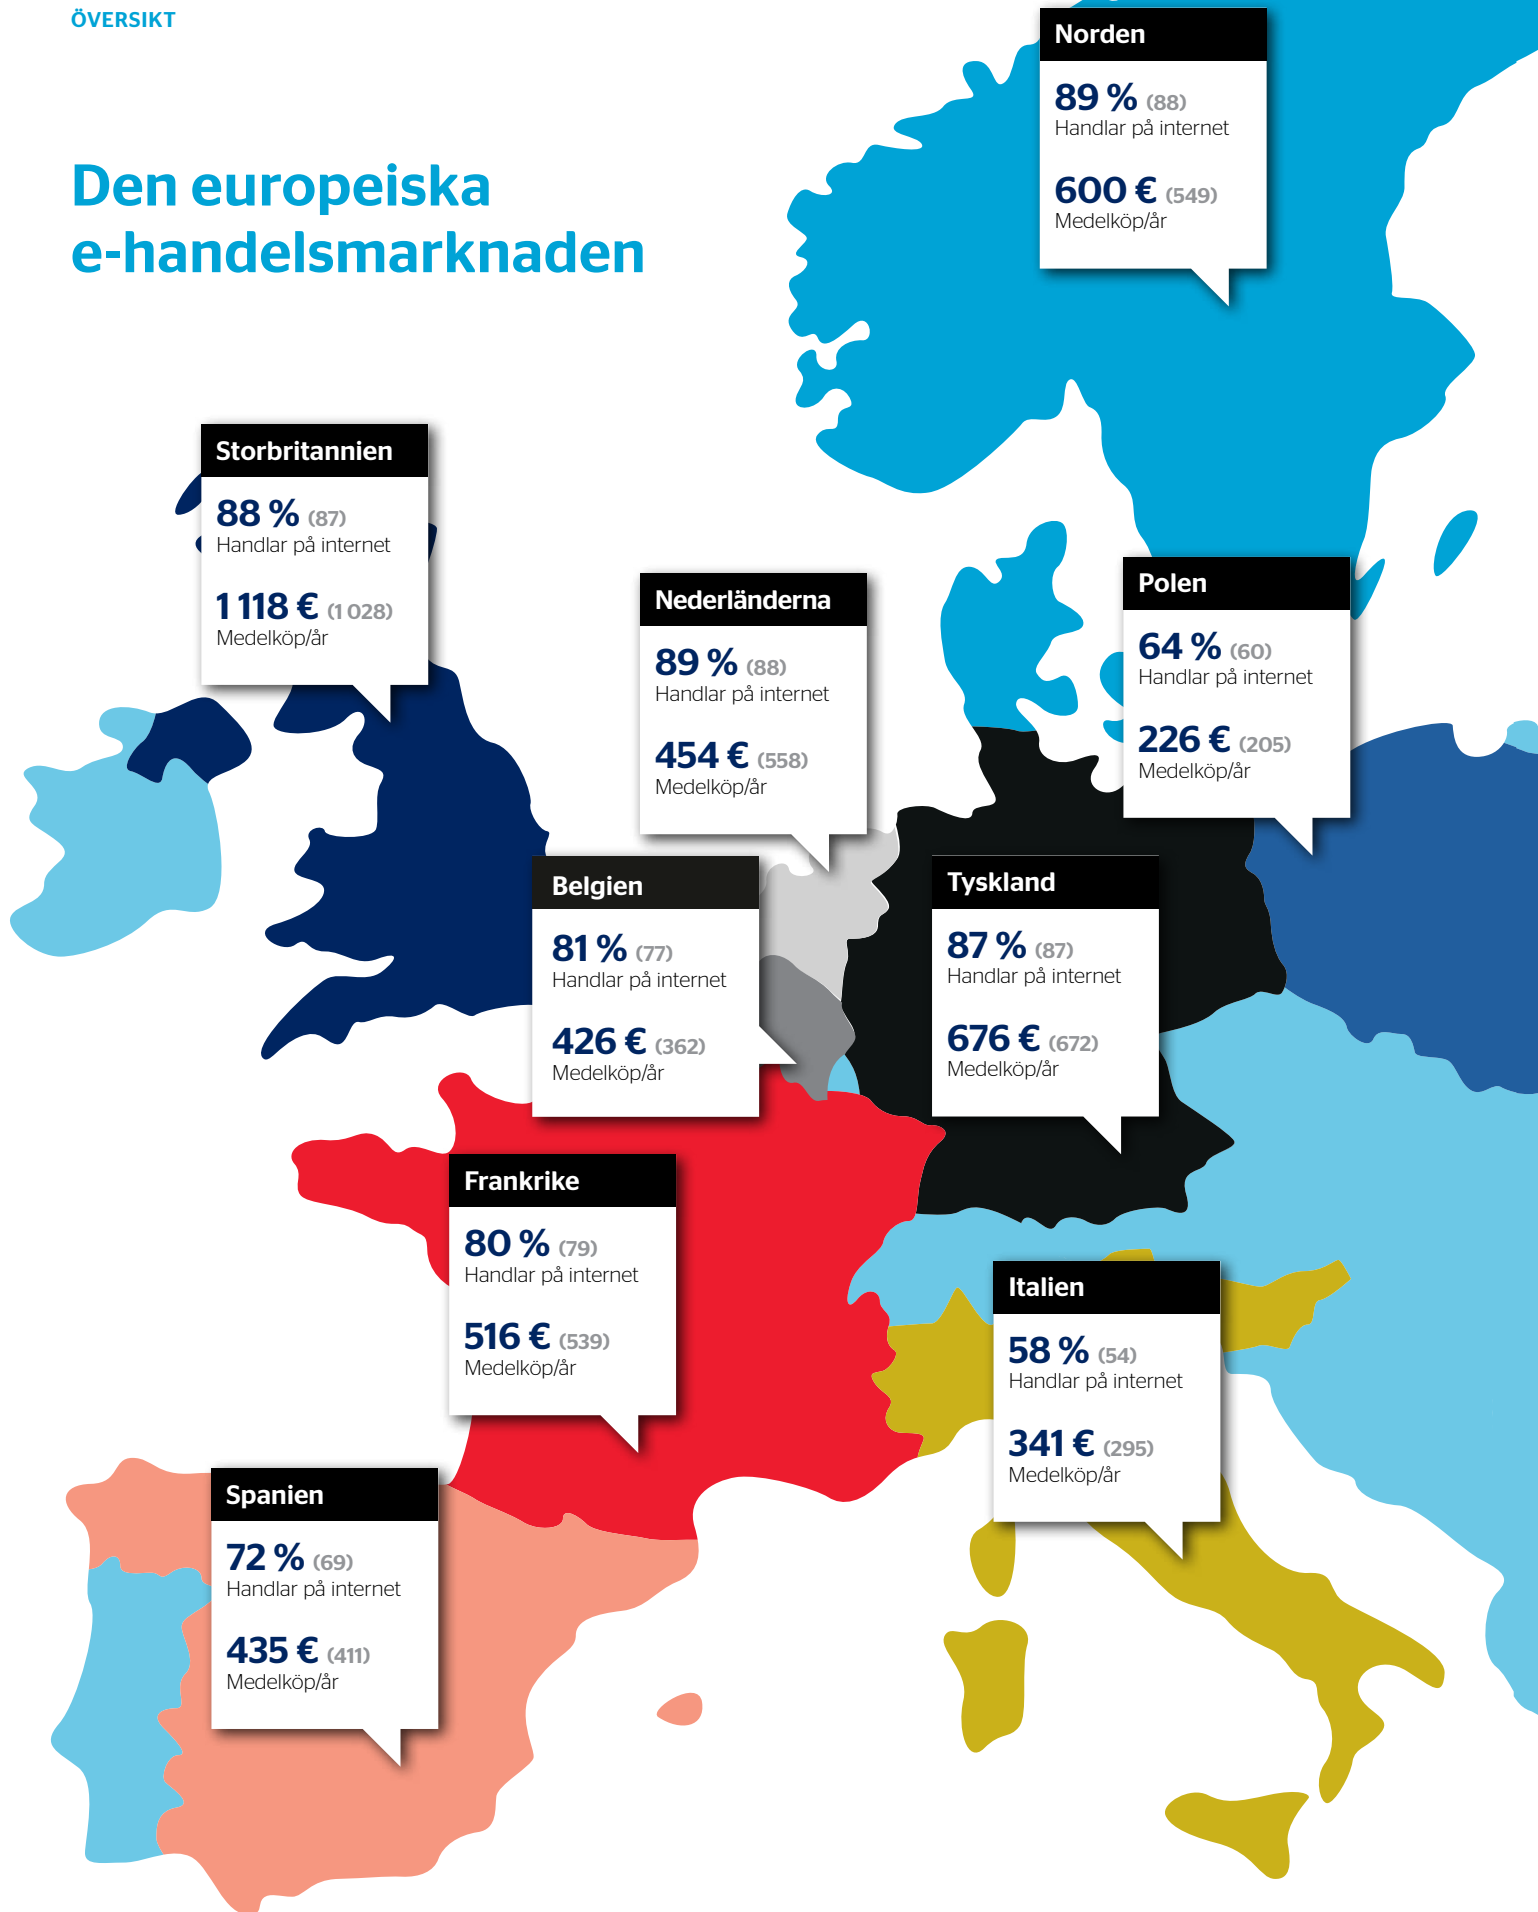 ÖVERSIKT
Den europeiska
e-handelsmarknaden
Norden
89 % (88)
Handlar på internet
600 € (549)
Medelköp/år
Storbritannien
88 % (87)
Handlar på internet
1 118 € (1 028)
Medelköp/år
Nederländerna
89 % (88)
Handlar på internet
454 € (558)
Medelköp/år
Polen
64 % (60)
Handlar på internet
226 € (205)
Medelköp/år
Belgien
81 % (77)
Handlar på internet
426 € (362)
Medelköp/år
Tyskland
87 % (87)
Handlar på internet
676 € (672)
Medelköp/år
Frankrike
80 % (79)
Handlar på internet
516 € (539)
Medelköp/år
Italien
58 % (54)
Handlar på internet
341 € (295)
Medelköp/år
Spanien
72 % (69)
Handlar på internet
435 € (411)
Medelköp/år